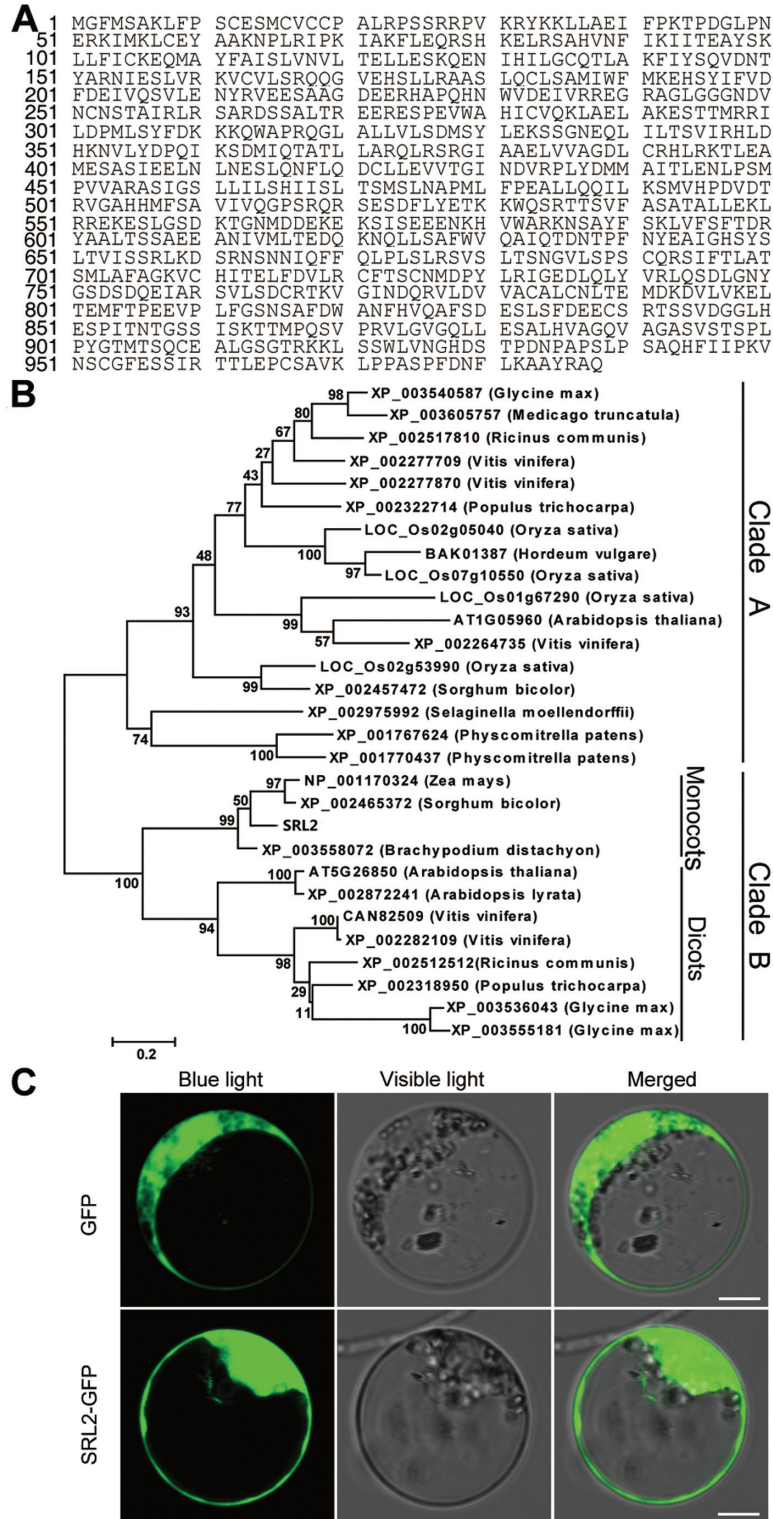 A
1 MGFMSAKLFP SCESMCVCCP ALRPSSRRPV KRYKKLLAEI FPKTPDGLPN
51 ERKIMKLCEY AAKNPLRIPK IAKFLEQRSH KELRSAHVNF IKIITEAYSK
101 LLFICKEQMA YFAISLVNVL TELLESKQEN IHILGCQTLA KFIYSQVDNT
151 YARNIESLVR KVCVLSRQQG VEHSLLRAAS LQCLSAMIWF MKEHSYIFVD
201 FDEIVQSVLE NYRVEESAAG DEERHAPQHN WVDEIVRREG RAGLGGGNDV
251 NCNSTAIRLR SARDSSALTR EERESPEVWA HICVQKLAEL AKESTTMRRI
301 LDPMLSYFDK KKQWAPRQGL ALLVLSDMSY LEKSSGNEQL ILTSVIRHLD
351 HKNVLYDPQI KSDMIQTATL LARQLRSRGI AAELVVAGDL CRHLRKTLEA
401 MESASIEELN LNESLQNFLQ DCLLEVVTGI NDVRPLYDMM AITLENLPSM
451 PVVARASIGS LLILSHIISL TSMSLNAPML FPEALLQQIL KSMVHPDVDT
501 RVGAHHMFSA VIVQGPSRQR SESDFLYETK KWQSRTTSVF ASATALLEKL
551 RREKESLGSD KTGNMDDEKE KSISEEENKH VWARKNSAYF SKLVFSFTDR
601 YAALTSSAEE ANIVMLTEDQ KNQLLSAFWV QAIQTDNTPF NYEAIGHSYS
651 LTVISSRLKD SRNSNNIQFF QLPLSLRSVS LTSNGVLSPS CQRSIFTLAT
701 SMLAFAGKVC HITELFDVLR CFTSCNMDPY LRIGEDLQLY VRLQSDLGNY
751 GSDSDQEIAR SVLSDCRTKV GINDQRVLDV VACALCNLTE MDKDVLVKEL
801 TEMFTPEEVP LFGSNSAFDW ANFHVQAFSD ESLSFDEECS RTSSVDGGLH
851 ESPITNTGSS ISKTTMPQSV PRVLGVGQLL ESALHVAGQV AGASVSTSPL
901 PYGTMTSQCE ALGSGTRKKL SSWLVNGHDS TPDNPAPSLP SAQHFIIPKV
951 NSCGFESSIR TTLEPCSAVK LPPASPFDNF LKAAYRAQ
B
98 XP_003540587 (Glycine max)
80 XP_003605757 (Medicago truncatula)
67 XP_002517810 (Ricinus communis)
27 XP_002277709 (Vitis vinifera)
43 XP_002277870 (Vitis vinifera)
77 XP_002322714 (Populus trichocarpa)
LOC_Os02g05040 (Oryza sativa)
100 BAK01387 (Hordeum vulgare)
48 97 LOC_Os07g10550 (Oryza sativa)
LOC_Os01g67290 (Oryza sativa)
93 99 AT1G05960 (Arabidopsis thaliana)
57 XP_002264735 (Vitis vinifera)
LOC_Os02g53990 (Oryza sativa)
99 XP_002457472 (Sorghum bicolor)
XP_002975992 (Selaginella moellendorffii)
74 XP_001767624 (Physcomitrella patens)
100 XP_001770437 (Physcomitrella patens)
Clade A
97 NP_001170324 (Zea mays)
50 XP_002465372 (Sorghum bicolor)
99 SRL2
XP_003558072 (Brachypodium distachyon)
Monocots
100 100 AT5G26850 (Arabidopsis thaliana)
XP_002872241 (Arabidopsis lyrata)
94 100 CAN82509 (Vitis vinifera)
XP_002282109 (Vitis vinifera)
98 XP_002512512(Ricinus communis)
29 XP_002318950 (Populus trichocarpa)
11 XP_003536043 (Glycine max)
100 XP_003555181 (Glycine max)
Dicots
Clade B
0.2
C
Blue light Visible light Merged
GFP
SRL2-GFP